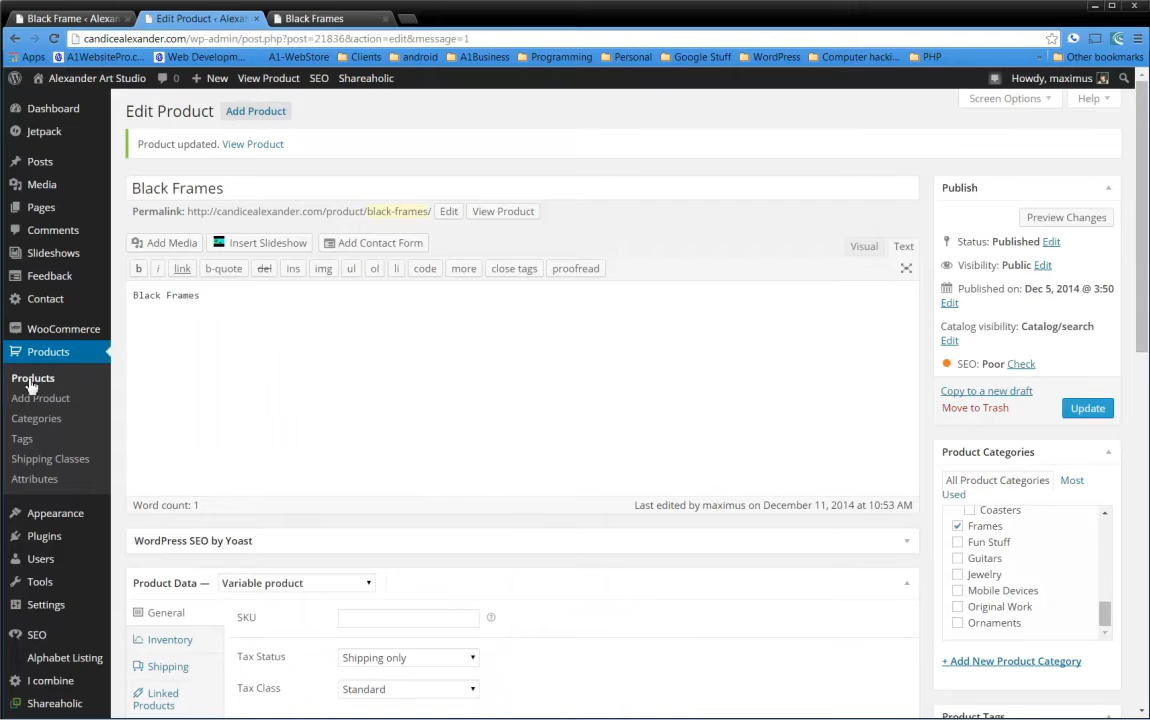 Black Frame < Alexan
Edit Product < Alexa
Black Frames
candicealexander.com/wp-admin/post.php?post=21836&action=edit&message=1
Apps A1WebsitePro.c... Web Developm... A1-WebStore Clients android A1Business Programming Personal Google Stuff WordPress Computer hacki... PHP » Other bookmarks
Alexander Art Studio 0 + New View Product SEO Shareaholic Howdy, maximus
Dashboard
Jetpack
Posts
Media
Pages
Comments
Slideshows
Feedback
Contact
WooCommerce
Products
Products
Add Product
Categories
Tags
Shipping Classes
Attributes
Appearance
Plugins
Users
Tools
Settings
SEO
Alphabet Listing
I combine
Shareaholic
Screen Options Help
Edit Product Add Product
Product updated. View Product
Black Frames
Permalink: http://candicealexander.com/product/black-frames/ Edit View Product
Add Media Insert Slideshow Add Contact Form Visual Text
b i link b-quote del ins img ul ol li code more close tags proofread
Black Frames
Word count: 1 Last edited by maximus on December 11, 2014 at 10:53 AM
WordPress SEO by Yoast
Product Data — Variable product
General
Inventory
Shipping
Linked
Products
SKU
Tax Status Shipping only
Tax Class Standard
Publish
Preview Changes
Status: Published Edit
Visibility: Public Edit
Published on: Dec 5, 2014 @ 3:50
Edit
Catalog visibility: Catalog/search
Edit
SEO: Poor Check
Copy to a new draft
Move to Trash Update
Product Categories
All Product Categories Most
Used
Coasters
Frames
Fun Stuff
Guitars
Jewelry
Mobile Devices
Original Work
Ornaments
+ Add New Product Category
Product Tags